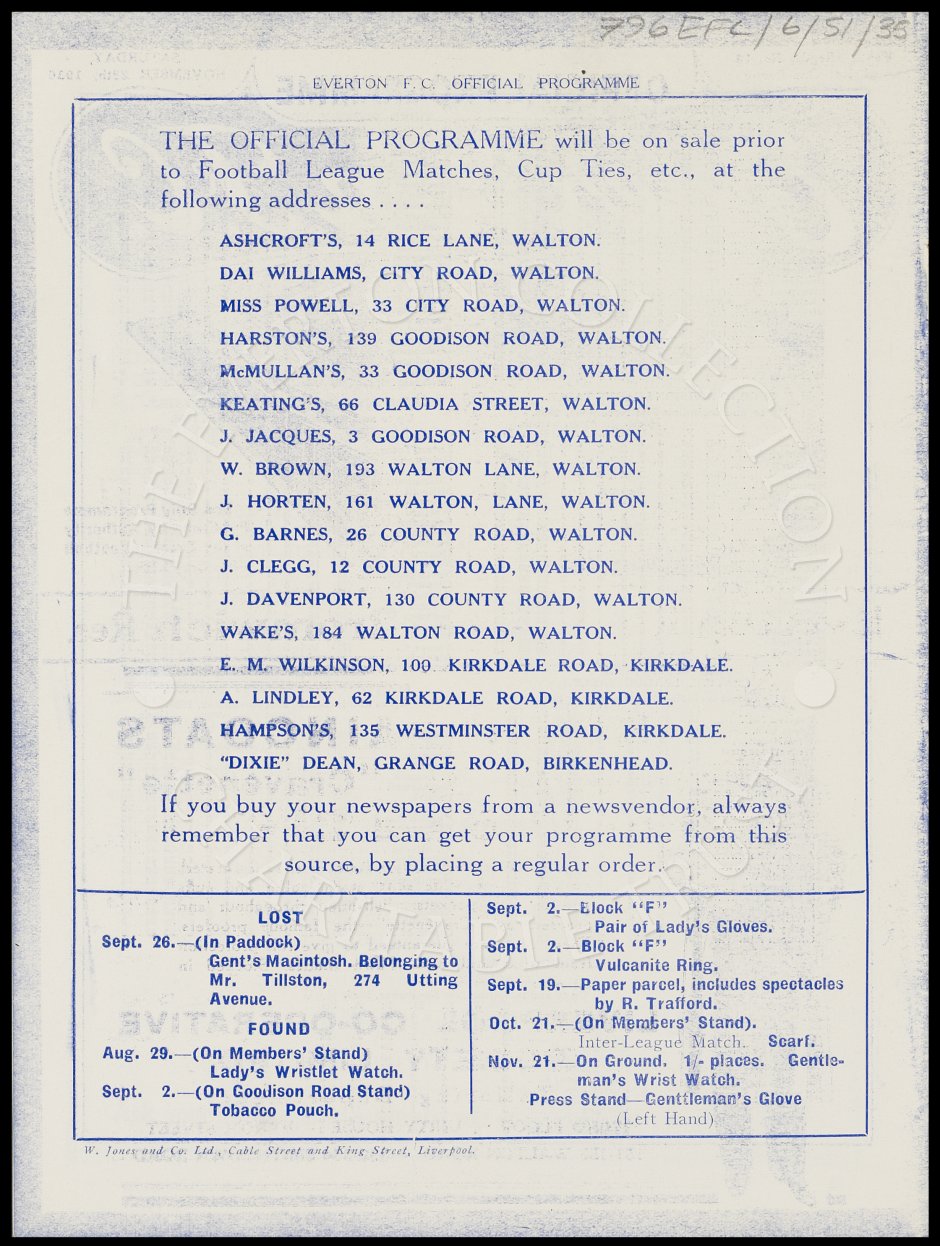 796 EFC/6/51/35
EVERTON F. C. OFFICIAL PROGRAMME
THE OFFICIAL PROGRAMME will be on sale prior
to Football League Matches, Cup Ties, etc., at the
following addresses . . . .
ASHCROFT'S, 14 RICE LANE, WALTON.
DAI WILLIAMS, CITY ROAD, WALTON.
MISS POWELL, 33 CITY ROAD, WALTON.
HARSTON'S, 139 GOODISON ROAD, WALTON.
McMULLAN'S, 33 GOODISON ROAD, WALTON.
KEATING'S, 66 CLAUDIA STREET, WALTON.
J. JACQUES, 3 GOODISON ROAD, WALTON.
W. BROWN, 193 WALTON LANE, WALTON.
J. HORTEN, 161 WALTON, LANE, WALTON.
G. BARNES, 26 COUNTY ROAD, WALTON.
J. CLEGG, 12 COUNTY ROAD, WALTON.
J. DAVENPORT, 130 COUNTY ROAD, WALTON.
WAKE'S, 184 WALTON ROAD, WALTON.
E. M. WILKINSON, 100 KIRKDALE ROAD, KIRKDALE.
A. LINDLEY, 62 KIRKDALE ROAD, KIRKDALE.
HAMPSON'S, 135 WESTMINSTER ROAD, KIRKDALE.
"DIXIE" DEAN, GRANGE ROAD, BIRKENHEAD.
If you buy your newspapers from a newsvendor, always
remember that you can get your programme from this
source, by placing a regular order.
LOST
Sept. 26.—(In Paddock)
Gent's Macintosh. Belonging to
Mr. Tillston, 274 Utting
Avenue.
FOUND
Aug. 29.—(On Members' Stand)
Lady's Wristlet Watch.
Sept. 2.—(On Goodison Road Stand)
Tobacco Pouch.
Sept. 2.—Block "F"
Pair of Lady's Gloves.
Sept. 2.—Block "F"
Vulcanite Ring.
Sept. 19.—Paper parcel, includes spectacles
by R. Trafford.
Oct. 21.—(On Members' Stand).
Inter-League Match. Scarf.
Nov. 21.—On Ground. 1/- places. Gentle-
man's Wrist Watch.
Press Stand—Genttleman's Glove
(Left Hand)
W. Jones and Co. Ltd., Cable Street and King Street, Liverpool.
THE EVERTON COLLECTION
CHARITABLE TRUST